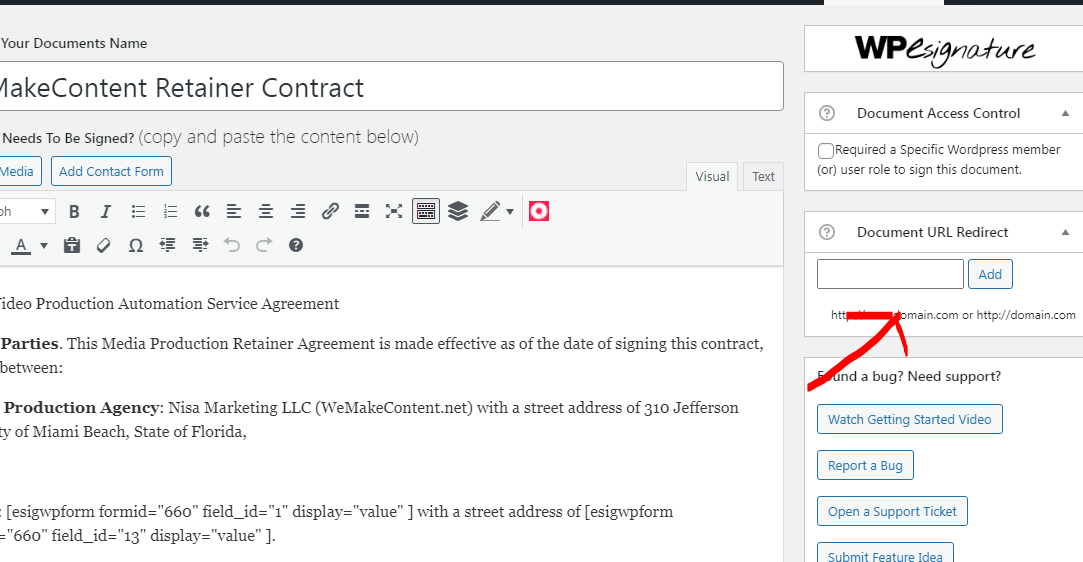 Your Documents Name
MakeContent Retainer Contract
Needs To Be Signed? (copy and paste the content below)
Media
Add Contact Form
Visual
Text
B I
A
Video Production Automation Service Agreement
Parties. This Media Production Retainer Agreement is made effective as of the date of signing this contract,
between:
Production Agency: Nisa Marketing LLC (WeMakeContent.net) with a street address of 310 Jefferson
of Miami Beach, State of Florida,
: [esigwpform formid="660" field_id="1" display="value" ] with a street address of [esigwpform
="660" field_id="13" display="value" ].
WPesignature
Document Access Control
Required a Specific Wordpress member
(or) user role to sign this document.
Document URL Redirect
Add
domain.com or http://domain.com
Found a bug? Need support?
Watch Getting Started Video
Report a Bug
Open a Support Ticket
Submit Feature Idea